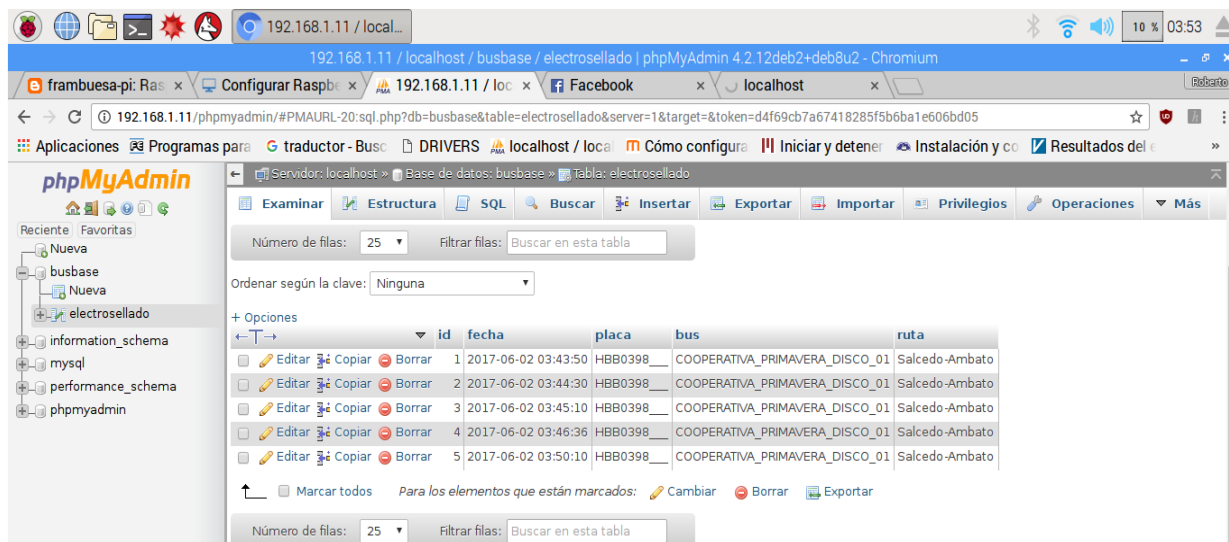 192.168.1.11 / local...
10 %
03:53
192.168.1.11 / localhost / busbase / electrosellado | phpMyAdmin 4.2.12deb2+deb8u2 - Chromium
frambuesa-pi: Ras
Configurar Raspbe
192.168.1.11 / loc
Facebook
localhost
Roberto
192.168.1.11/phpmyadmin/#PMAURL-20:sql.php?db=busbase&table=electrosellado&server=1&target=&token=d4f69cb7a67418285f5b6ba1e606bd05
Aplicaciones
Programas para
traductor - Busc
DRIVERS
localhost / local
Cómo configura
Iniciar y detener
Instalación y co
Resultados del e
»
phpMyAdmin
Servidor: localhost » Base de datos: busbase » Tabla: electrosellado
Examinar Estructura SQL Buscar Insertar Exportar Importar Privilegios Operaciones Más
Reciente Favoritas
Nueva
busbase
Nueva
electrosellado
information_schema
mysql
performance_schema
phpmyadmin
Número de filas: 25 Filtrar filas: Buscar en esta tabla
Ordenar según la clave: Ninguna
+ Opciones
id fecha placa bus ruta
Editar Copiar Borrar 1 2017-06-02 03:43:50 HBB0398___ COOPERATIVA_PRIMAVERA_DISCO_01 Salcedo-Ambato
Editar Copiar Borrar 2 2017-06-02 03:44:30 HBB0398___ COOPERATIVA_PRIMAVERA_DISCO_01 Salcedo-Ambato
Editar Copiar Borrar 3 2017-06-02 03:45:10 HBB0398___ COOPERATIVA_PRIMAVERA_DISCO_01 Salcedo-Ambato
Editar Copiar Borrar 4 2017-06-02 03:46:36 HBB0398___ COOPERATIVA_PRIMAVERA_DISCO_01 Salcedo-Ambato
Editar Copiar Borrar 5 2017-06-02 03:50:10 HBB0398___ COOPERATIVA_PRIMAVERA_DISCO_01 Salcedo-Ambato
Marcar todos Para los elementos que están marcados: Cambiar Borrar Exportar
Número de filas: 25 Filtrar filas: Buscar en esta tabla